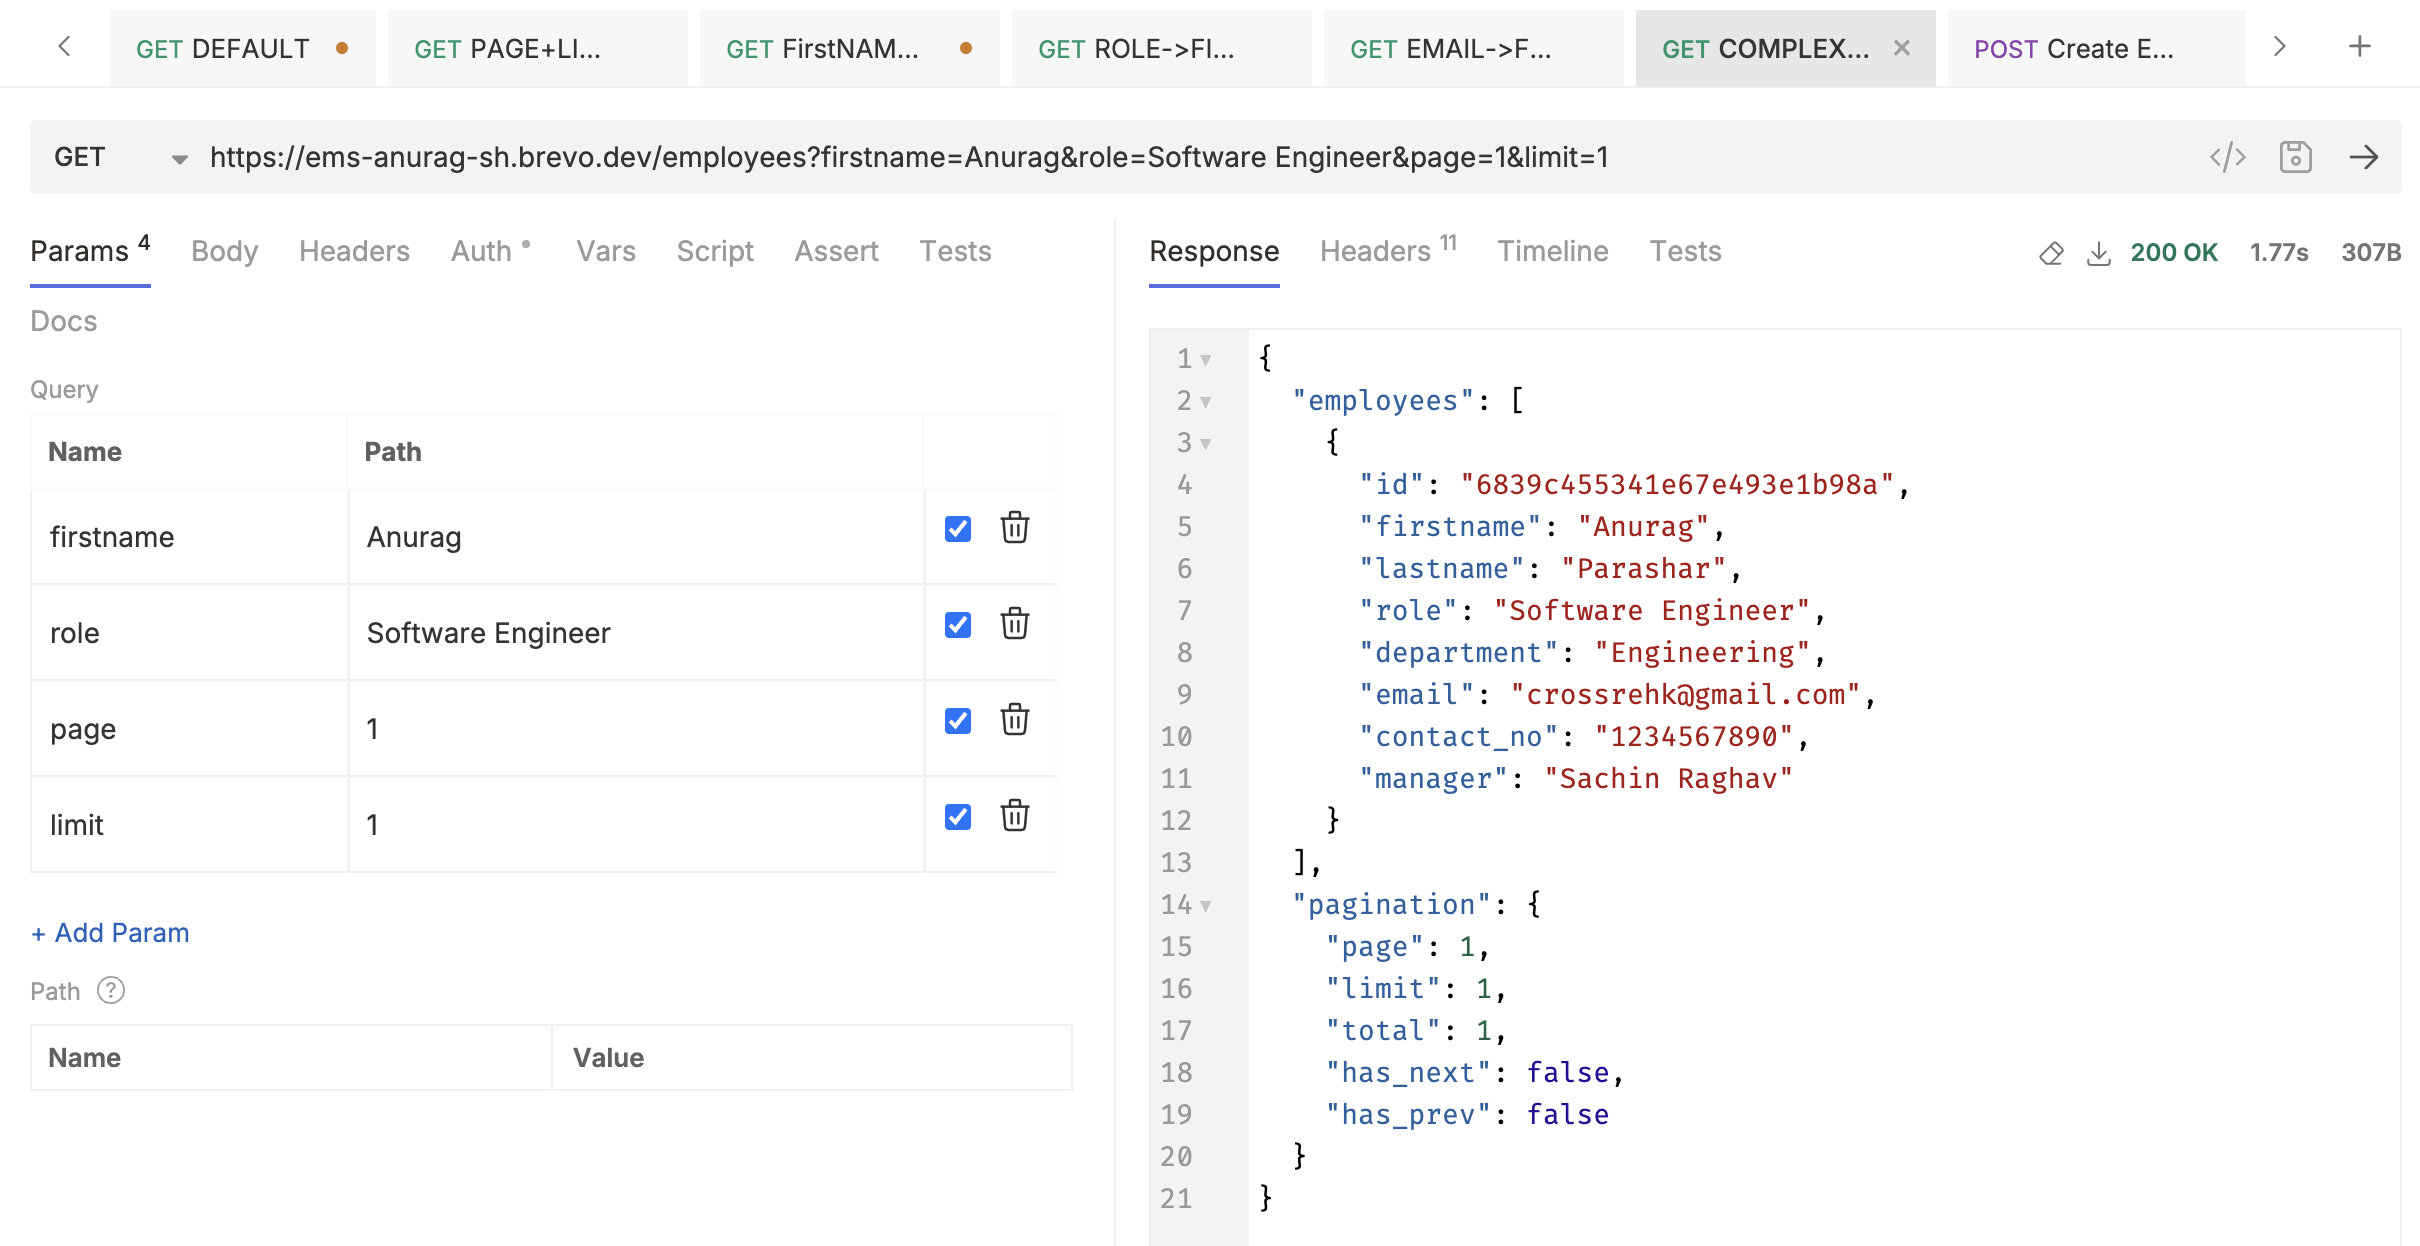 GET DEFAULT
GET PAGE+LI...
GET FirstNAM...
GET ROLE->FI...
GET EMAIL->F...
GET COMPLEX...
POST Create E...
GET https://ems-anurag-sh.brevo.dev/employees?firstname=Anurag&role=Software Engineer&page=1&limit=1
Params 4 Body Headers Auth Vars Script Assert Tests
Docs
Query
Name Path
firstname Anurag
role Software Engineer
page 1
limit 1
+ Add Param
Path ?
Name Value
Response Headers 11 Timeline Tests 200 OK 1.77s 307B
1 {
2 "employees": [
3 {
4 "id": "6839c455341e67e493e1b98a",
5 "firstname": "Anurag",
6 "lastname": "Parashar",
7 "role": "Software Engineer",
8 "department": "Engineering",
9 "email": "crossrehk@gmail.com",
10 "contact_no": "1234567890",
11 "manager": "Sachin Raghav"
12 }
13 ],
14 "pagination": {
15 "page": 1,
16 "limit": 1,
17 "total": 1,
18 "has_next": false,
19 "has_prev": false
20 }
21 }